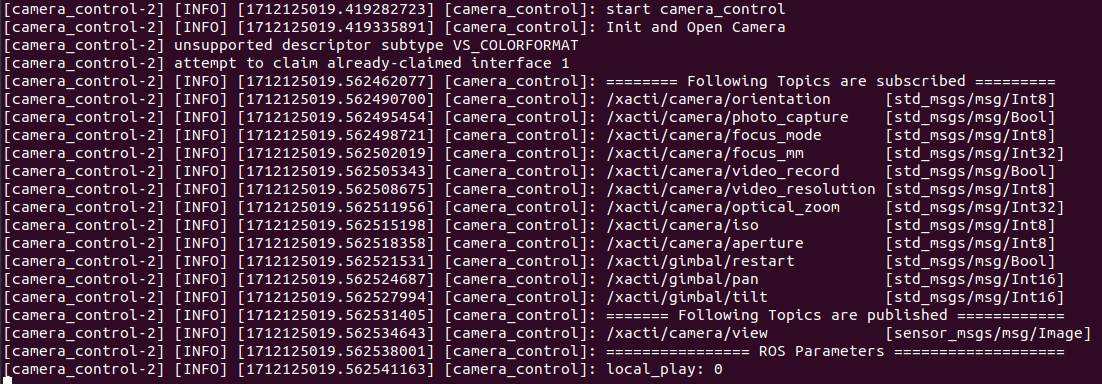 [camera_control-2] [INFO] [1712125019.419282723] [camera_control]: start camera_control
[camera_control-2] [INFO] [1712125019.419335891] [camera_control]: Init and Open Camera
[camera_control-2] unsupported descriptor subtype VS_COLORFORMAT
[camera_control-2] attempt to claim already-claimed interface 1
[camera_control-2] [INFO] [1712125019.562462077] [camera_control]: ======== Following Topics are subscribed =========
[camera_control-2] [INFO] [1712125019.562490700] [camera_control]: /xacti/camera/orientation      [std_msgs/msg/Int8]
[camera_control-2] [INFO] [1712125019.562495454] [camera_control]: /xacti/camera/photo_capture    [std_msgs/msg/Bool]
[camera_control-2] [INFO] [1712125019.562498721] [camera_control]: /xacti/camera/focus_mode       [std_msgs/msg/Int8]
[camera_control-2] [INFO] [1712125019.562502019] [camera_control]: /xacti/camera/focus_mm         [std_msgs/msg/Int32]
[camera_control-2] [INFO] [1712125019.562505343] [camera_control]: /xacti/camera/video_record     [std_msgs/msg/Bool]
[camera_control-2] [INFO] [1712125019.562508675] [camera_control]: /xacti/camera/video_resolution [std_msgs/msg/Int8]
[camera_control-2] [INFO] [1712125019.562511956] [camera_control]: /xacti/camera/optical_zoom     [std_msgs/msg/Int32]
[camera_control-2] [INFO] [1712125019.562515198] [camera_control]: /xacti/camera/iso              [std_msgs/msg/Int8]
[camera_control-2] [INFO] [1712125019.562518358] [camera_control]: /xacti/camera/aperture         [std_msgs/msg/Int8]
[camera_control-2] [INFO] [1712125019.562521531] [camera_control]: /xacti/gimbal/restart          [std_msgs/msg/Bool]
[camera_control-2] [INFO] [1712125019.562524687] [camera_control]: /xacti/gimbal/pan              [std_msgs/msg/Int16]
[camera_control-2] [INFO] [1712125019.562527994] [camera_control]: /xacti/gimbal/tilt             [std_msgs/msg/Int16]
[camera_control-2] [INFO] [1712125019.562531405] [camera_control]: ======= Following Topics are published ============
[camera_control-2] [INFO] [1712125019.562534643] [camera_control]: /xacti/camera/view             [sensor_msgs/msg/Image]
[camera_control-2] [INFO] [1712125019.562538001] [camera_control]: ================ ROS Parameters ===================
[camera_control-2] [INFO] [1712125019.562541163] [camera_control]: local_play: 0